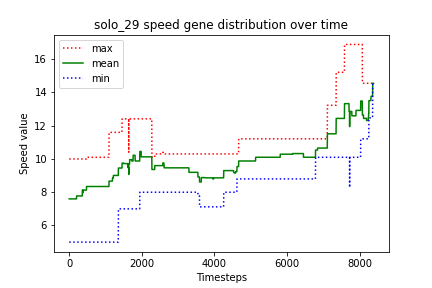 solo_29 speed gene distribution over time
max
mean
min
Speed value
16
14
12
10
8
6
0
2000
4000
6000
8000
Timesteps